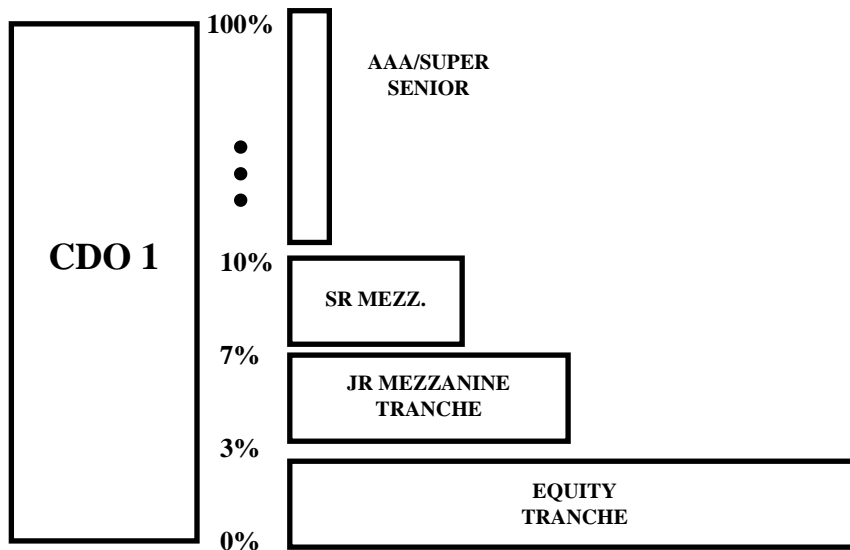 100%
AAA/SUPER
SENIOR
CDO 1
10%
SR MEZZ.
7%
JR MEZZANINE
TRANCHE
3%
EQUITY
TRANCHE
0%